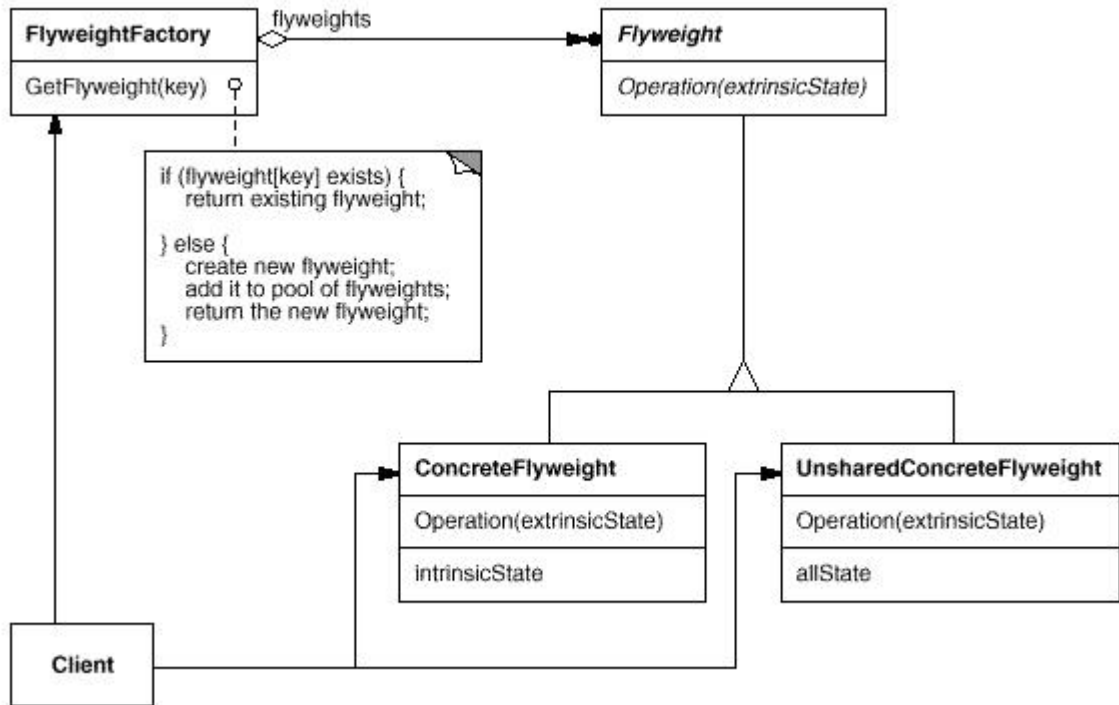 FlyweightFactory
flyweights
Flyweight
GetFlyweight(key)
Operation(extrinsicState)
if (flyweight[key] exists) {
return existing flyweight;
} else {
create new flyweight;
add it to pool of flyweights;
return the new flyweight;
}
ConcreteFlyweight
Operation(extrinsicState)
intrinsicState
UnsharedConcreteFlyweight
Operation(extrinsicState)
allState
Client